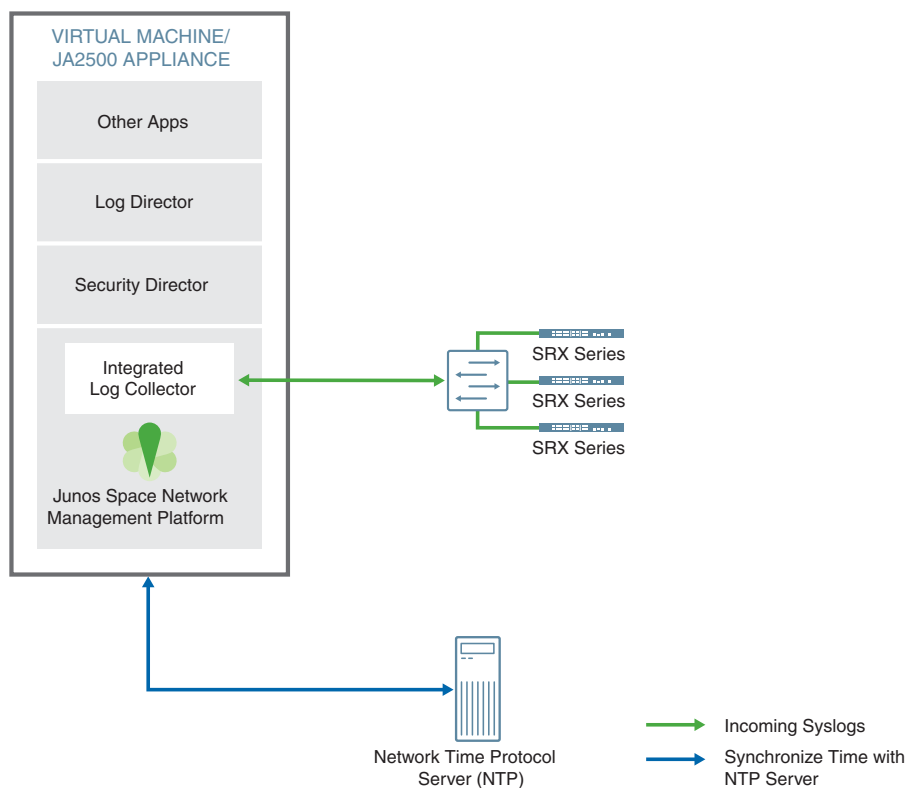 VIRTUAL MACHINE/
JA2500 APPLIANCE
Other Apps
Log Director
Security Director
Integrated
Log Collector
Junos Space Network
Management Platform
SRX Series
SRX Series
SRX Series
Network Time Protocol
Server (NTP)
Incoming Syslogs
Synchronize Time with
NTP Server